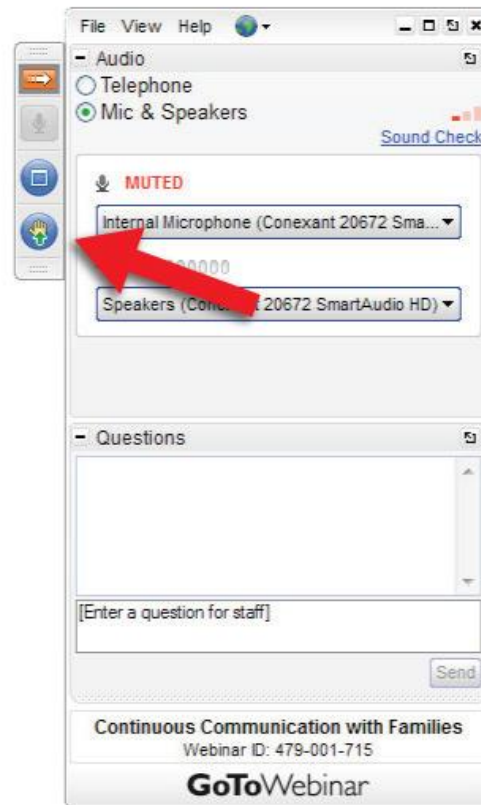 File View Help
Audio
Telephone
Mic & Speakers
Sound Check
MUTED
Internal Microphone (Conexant 20672 Sma...
Speakers (Con 20672 SmartAudio HD)
Questions
[Enter a question for staff]
Send
Continuous Communication with Families
Webinar ID: 479-001-715
GoToWebinar